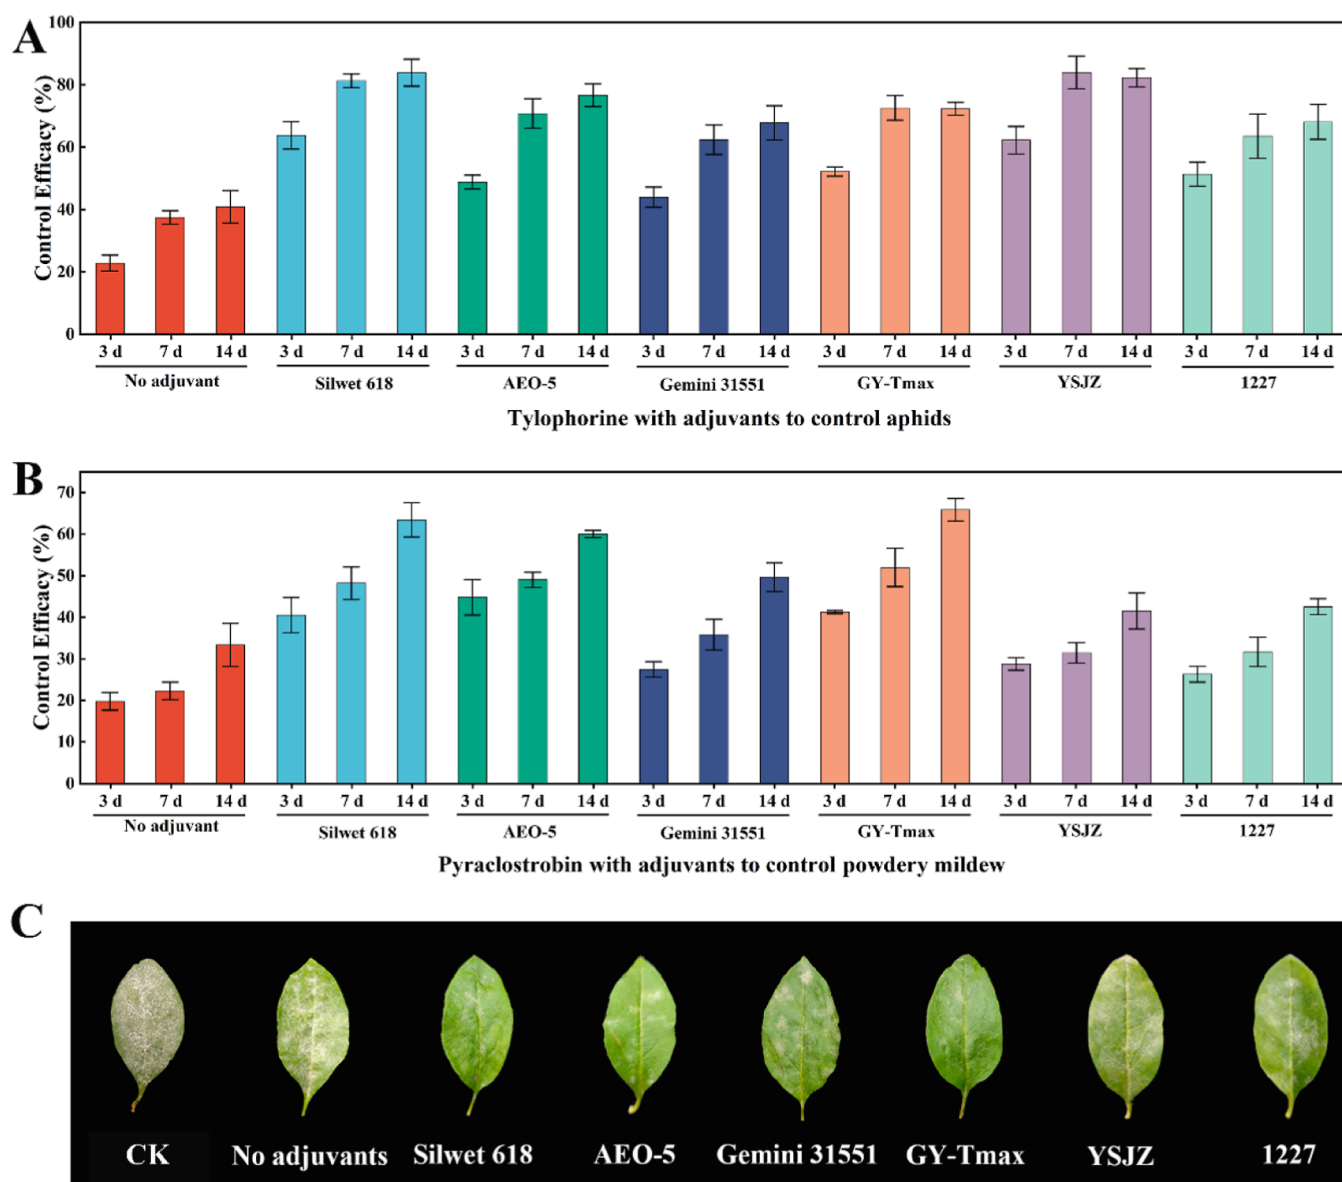 A
Control Efficacy (%)
100
80
60
40
20
0
3 d 7 d 14 d 3 d 7 d 14 d 3 d 7 d 14 d 3 d 7 d 14 d 3 d 7 d 14 d 3 d 7 d 14 d 3 d 7 d 14 d
No adjuvant Silwet 618 AEO-5 Gemini 31551 GY-Tmax YSJZ 1227
Tylophorine with adjuvants to control aphids
B
Control Efficacy (%)
70
60
50
40
30
20
10
0
3 d 7 d 14 d 3 d 7 d 14 d 3 d 7 d 14 d 3 d 7 d 14 d 3 d 7 d 14 d 3 d 7 d 14 d 3 d 7 d 14 d
No adjuvant Silwet 618 AEO-5 Gemini 31551 GY-Tmax YSJZ 1227
Pyraclostrobin with adjuvants to control powdery mildew
C
CK No adjuvants Silwet 618 AEO-5 Gemini 31551 GY-Tmax YSJZ 1227